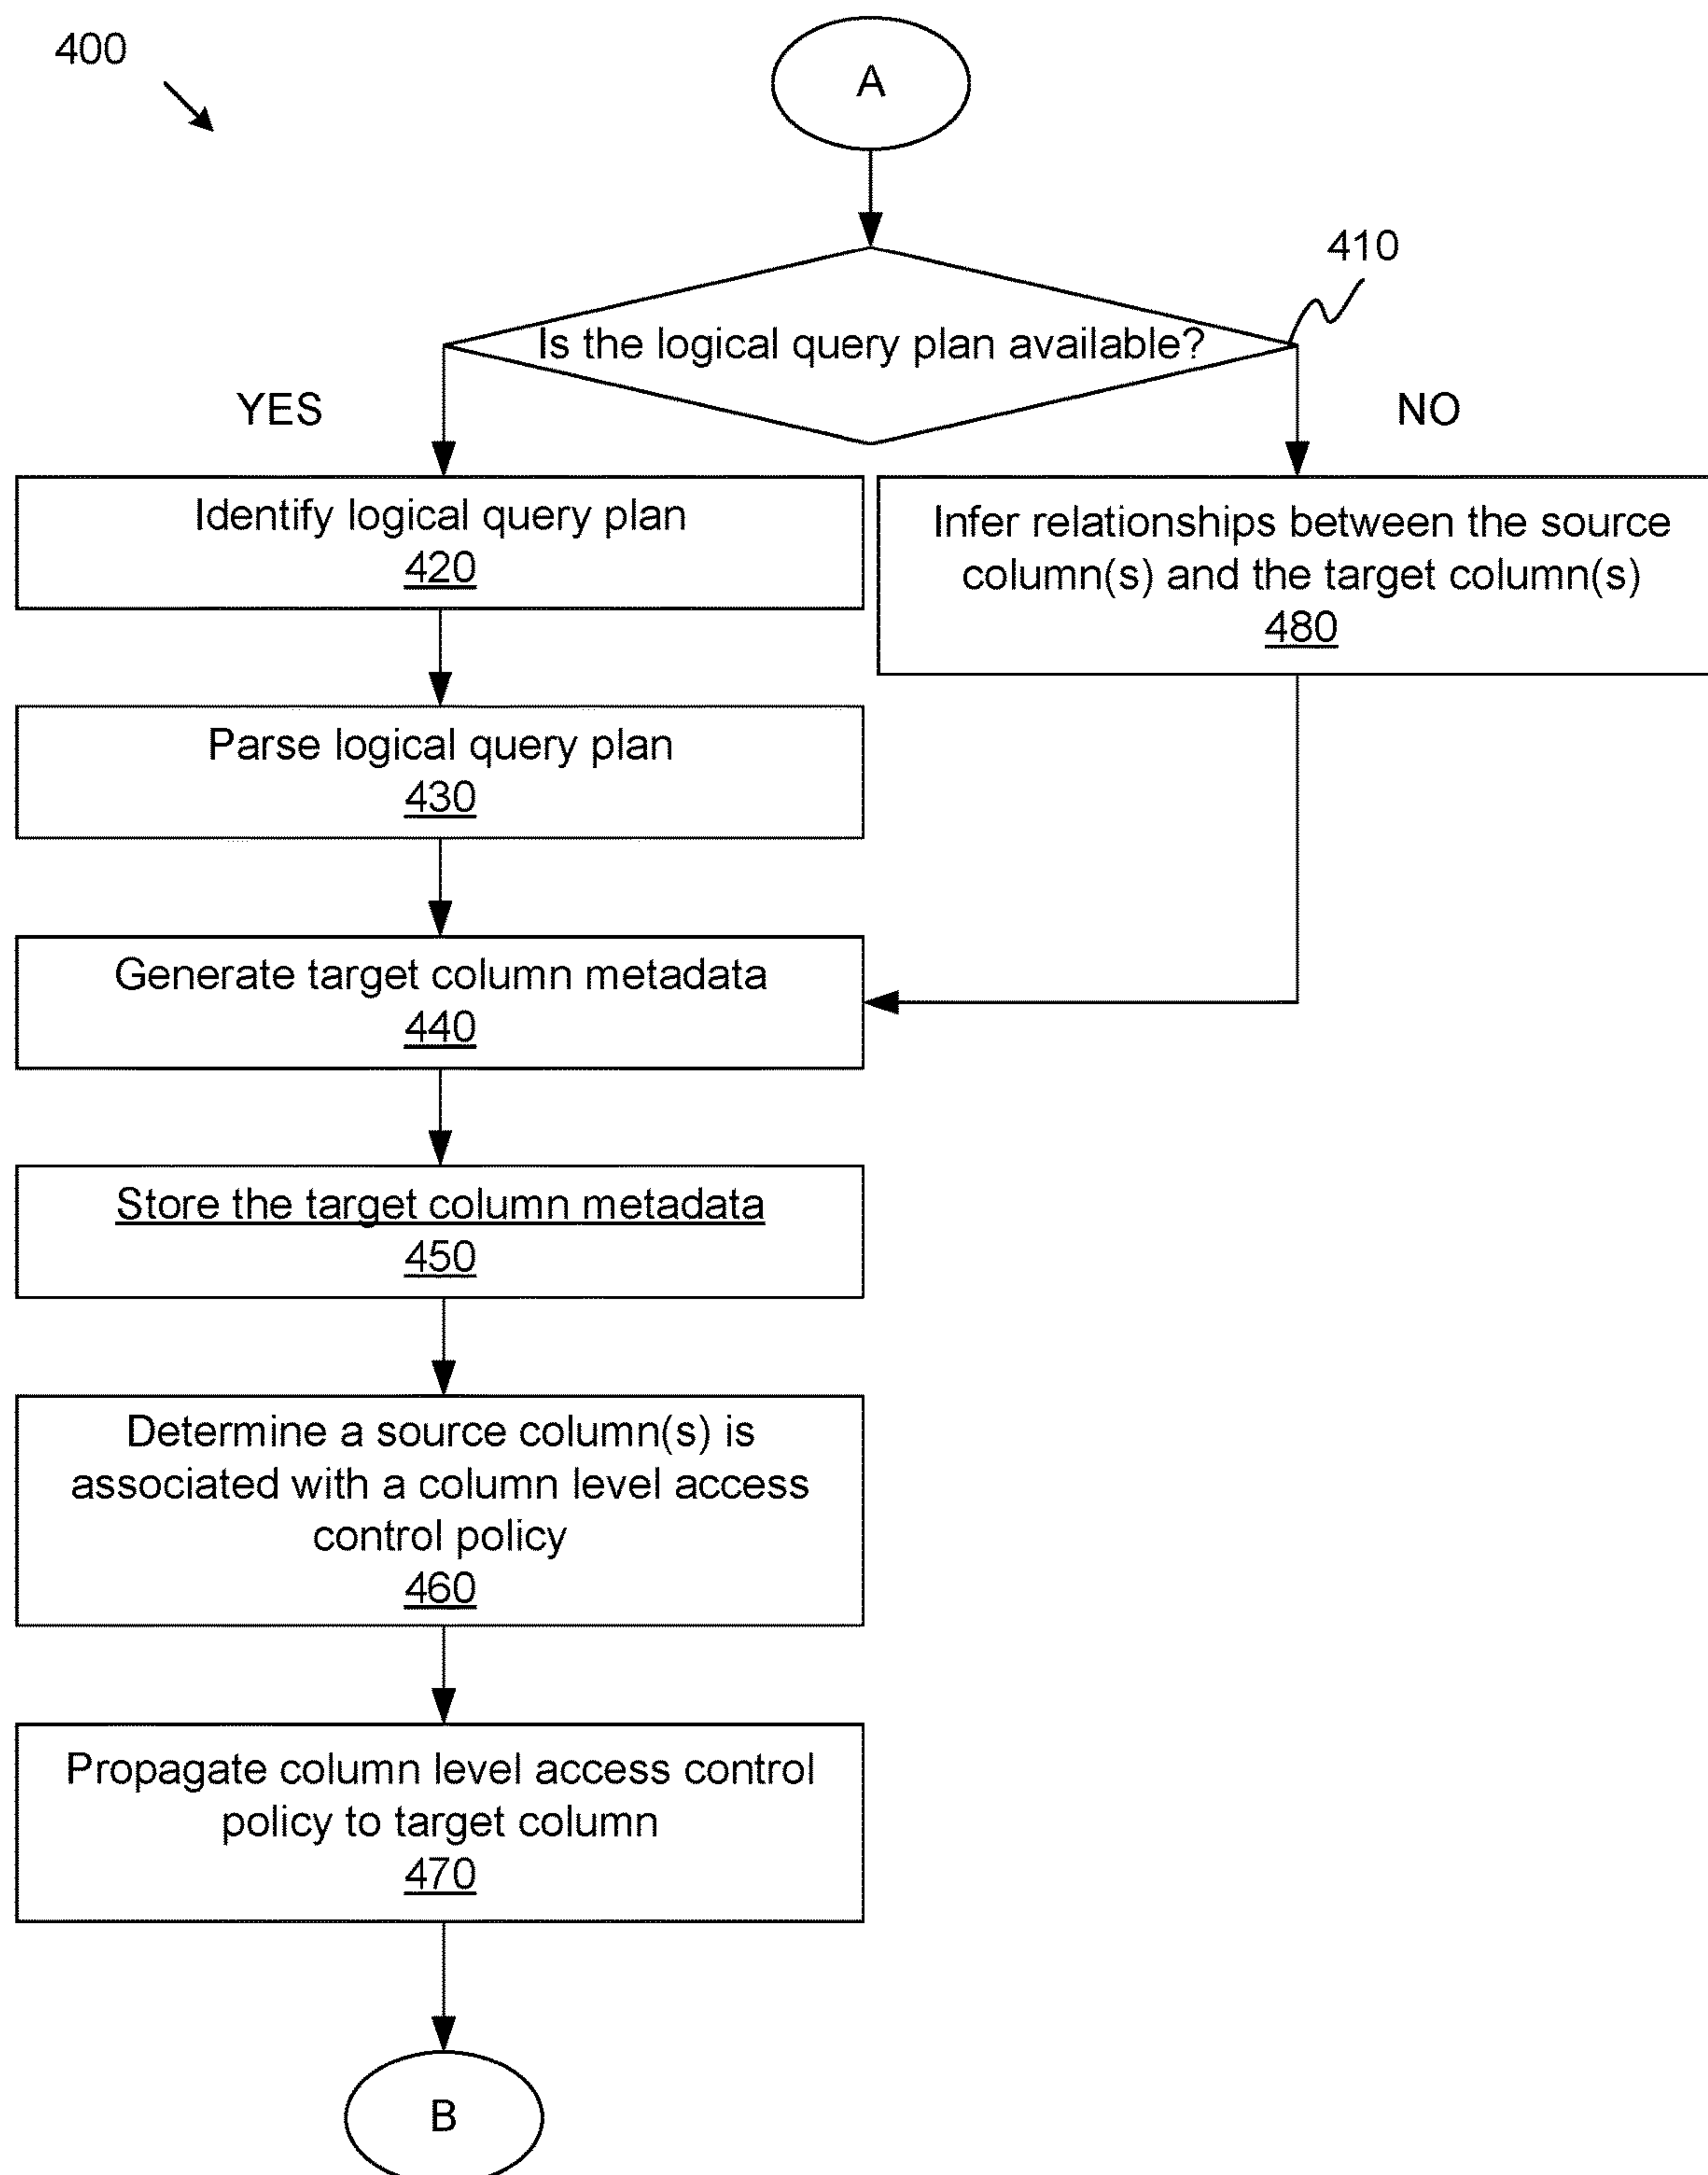 400
A
410
Is the logical query plan available?
YES
NO
Identify logical query plan
420
Infer relationships between the source
column(s) and the target column(s)
480
Parse logical query plan
430
Generate target column metadata
440
Store the target column metadata
450
Determine a source column(s) is
associated with a column level access
control policy
460
Propagate column level access control
policy to target column
470
B